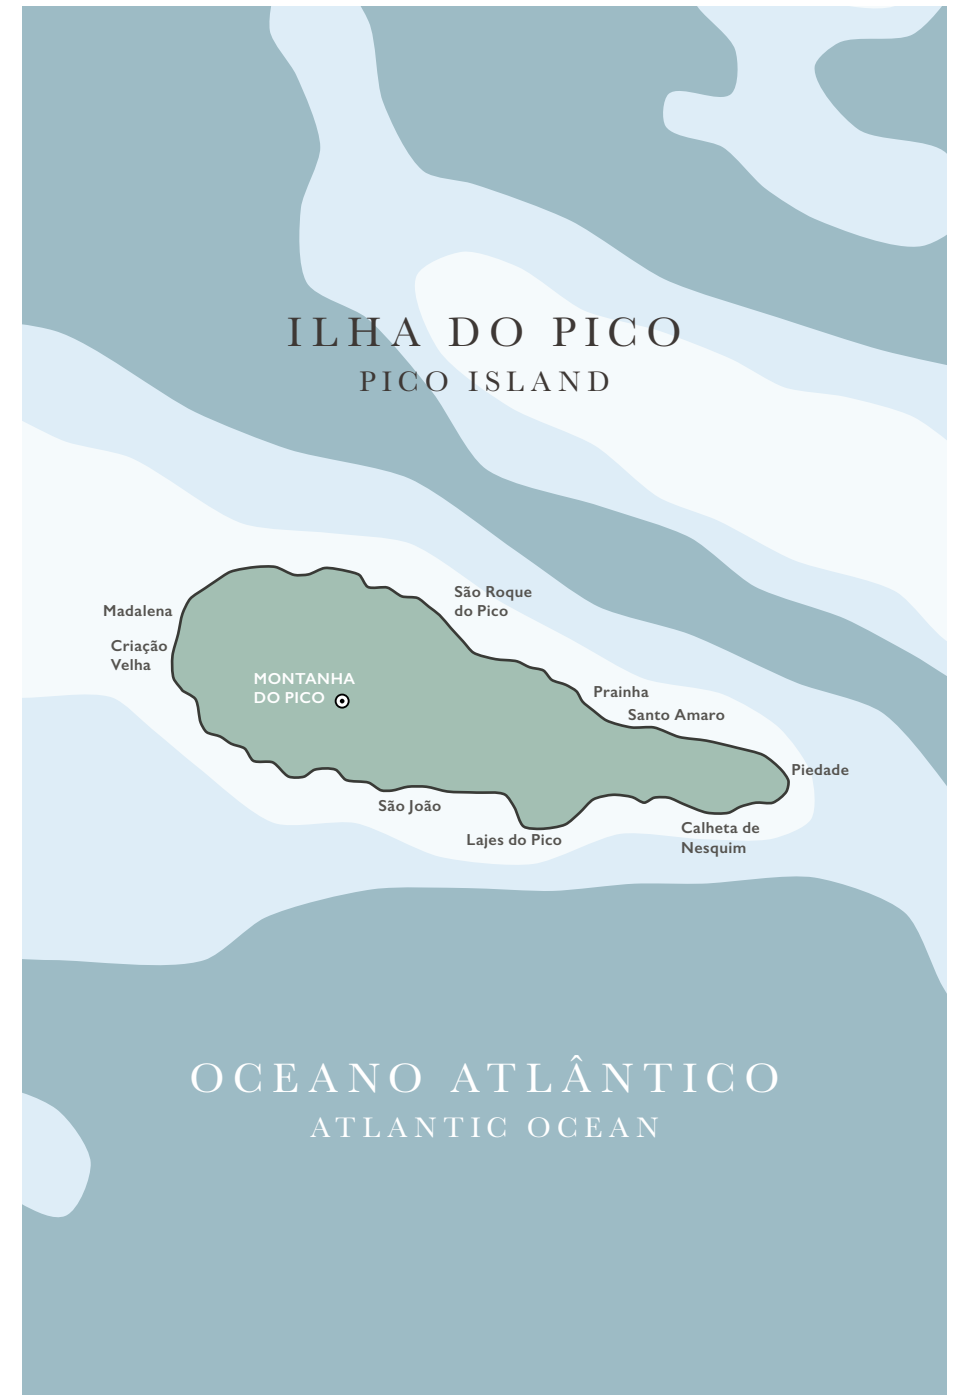 ILHA DO PICO
PICO ISLAND
São Roque
do Pico
Madalena
Criação
Velha
MONTANHA
DO PICO
Prainha
Santo Amaro
Piedade
São João
Lajes do Pico
Calheta de
Nesquim
OCEANO ATLÂNTICO
ATLANTIC OCEAN